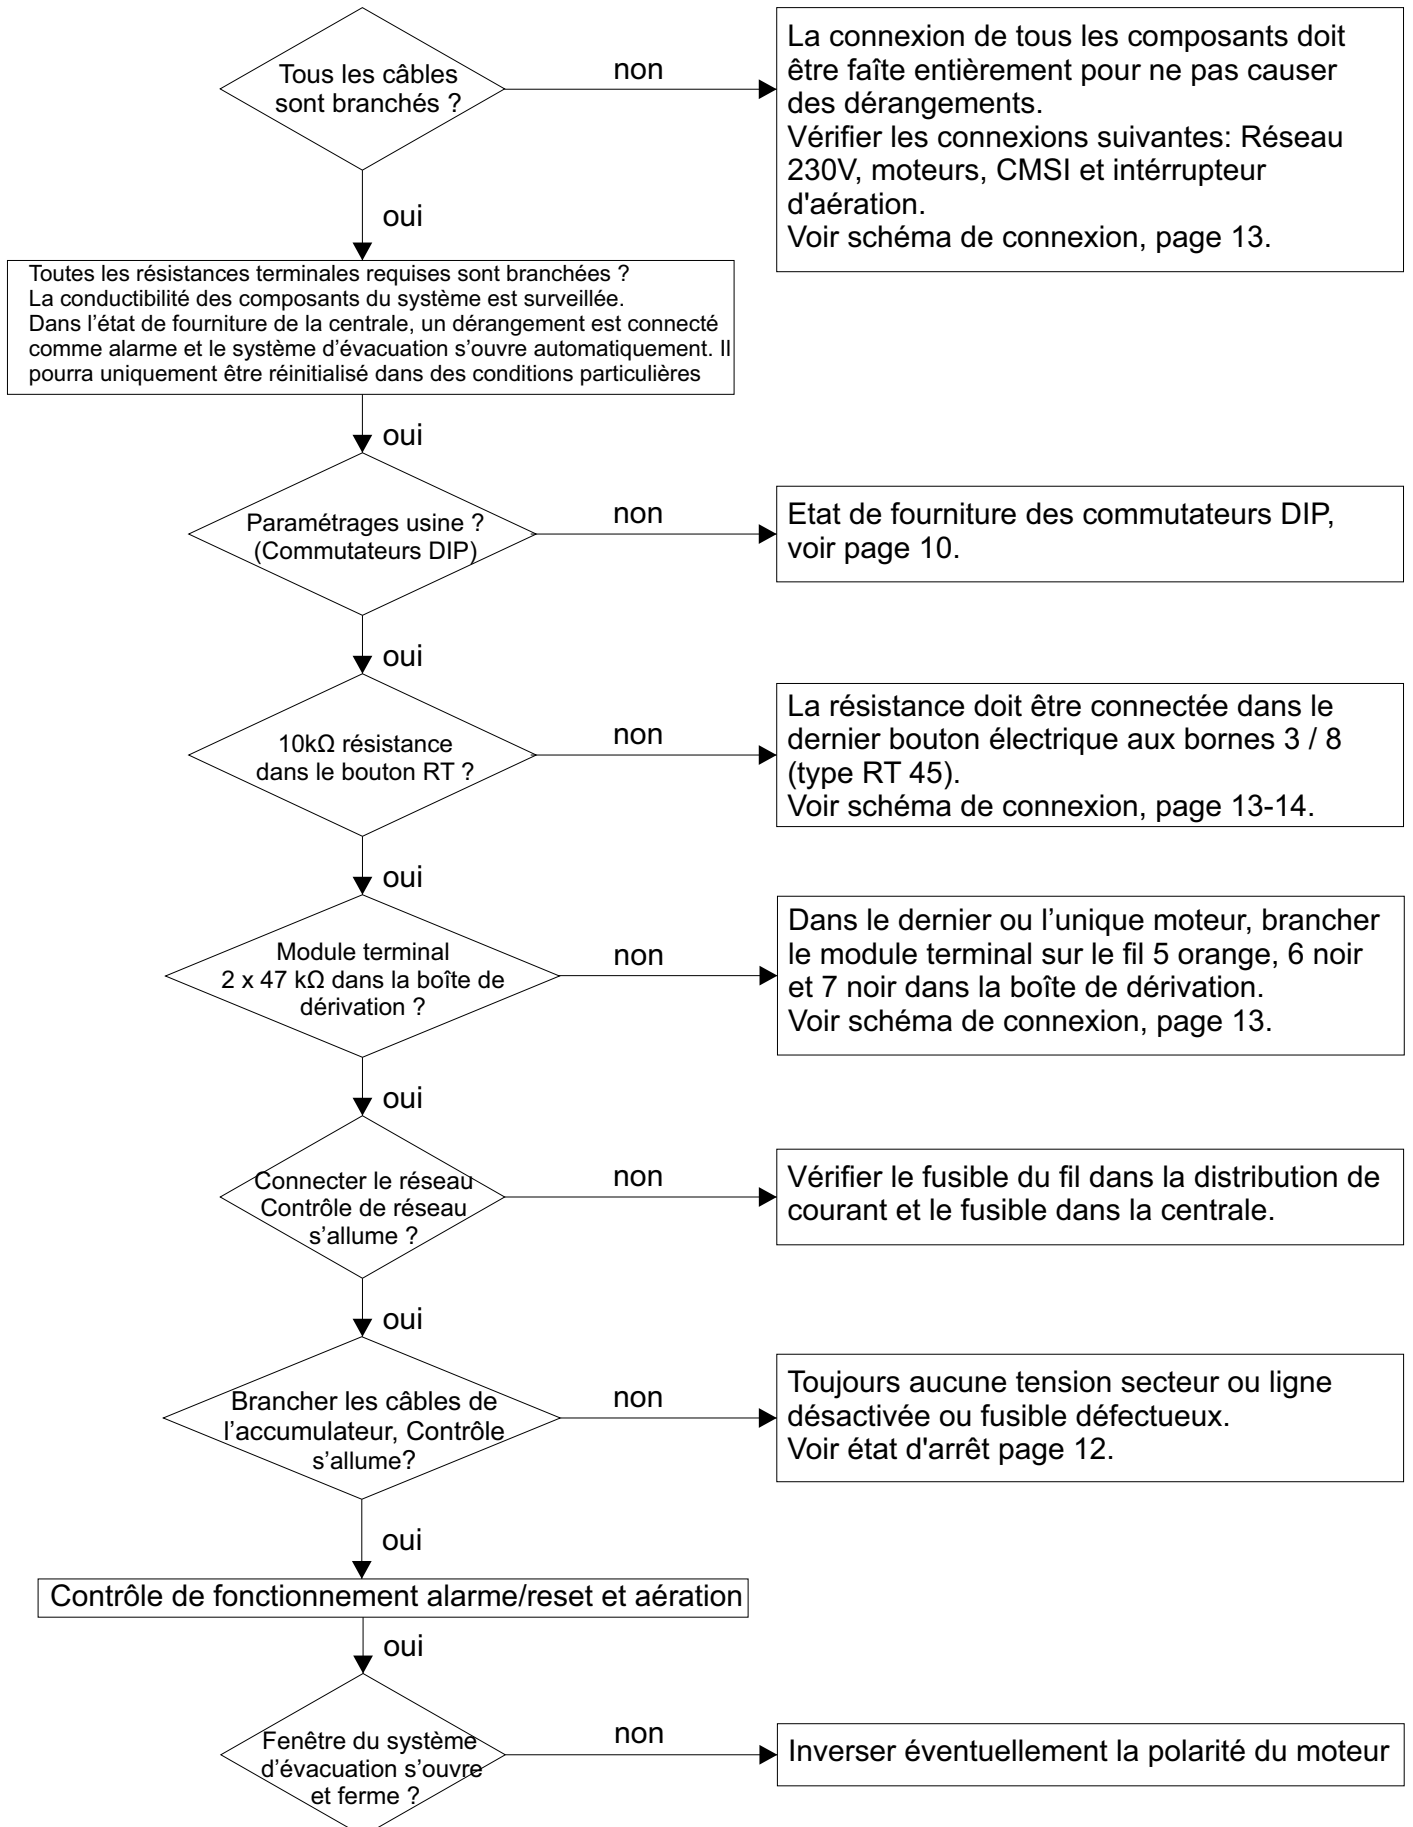 Tous les câbles
sont branchés ?
non
La connexion de tous les composants doit
être faîte entièrement pour ne pas causer
des dérangements.
Vérifier les connexions suivantes: Réseau
230V, moteurs, CMSI et intérrupteur
d'aération.
Voir schéma de connexion, page 13.
oui
Toutes les résistances terminales requises sont branchées ?
La conductibilité des composants du système est surveillée.
Dans l’état de fourniture de la centrale, un dérangement est connecté
comme alarme et le système d’évacuation s’ouvre automatiquement. Il
pourra uniquement être réinitialisé dans des conditions particulières
oui
Paramétrages usine ?
(Commutateurs DIP)
non
Etat de fourniture des commutateurs DIP,
voir page 10.
oui
10kΩ résistance
dans le bouton RT ?
non
La résistance doit être connectée dans le
dernier bouton électrique aux bornes 3 / 8
(type RT 45).
Voir schéma de connexion, page 13-14.
oui
Module terminal
2 x 47 kΩ dans la boîte de
dérivation ?
non
Dans le dernier ou l’unique moteur, brancher
le module terminal sur le fil 5 orange, 6 noir
et 7 noir dans la boîte de dérivation.
Voir schéma de connexion, page 13.
oui
Connecter le réseau
Contrôle de réseau
s’allume ?
non
Vérifier le fusible du fil dans la distribution de
courant et le fusible dans la centrale.
oui
Brancher les câbles de
l’accumulateur, Contrôle
s’allume?
non
Toujours aucune tension secteur ou ligne
désactivée ou fusible défectueux.
Voir état d'arrêt page 12.
oui
Contrôle de fonctionnement alarme/reset et aération
oui
Fenêtre du système
d’évacuation s’ouvre
et ferme ?
non
Inverser éventuellement la polarité du moteur